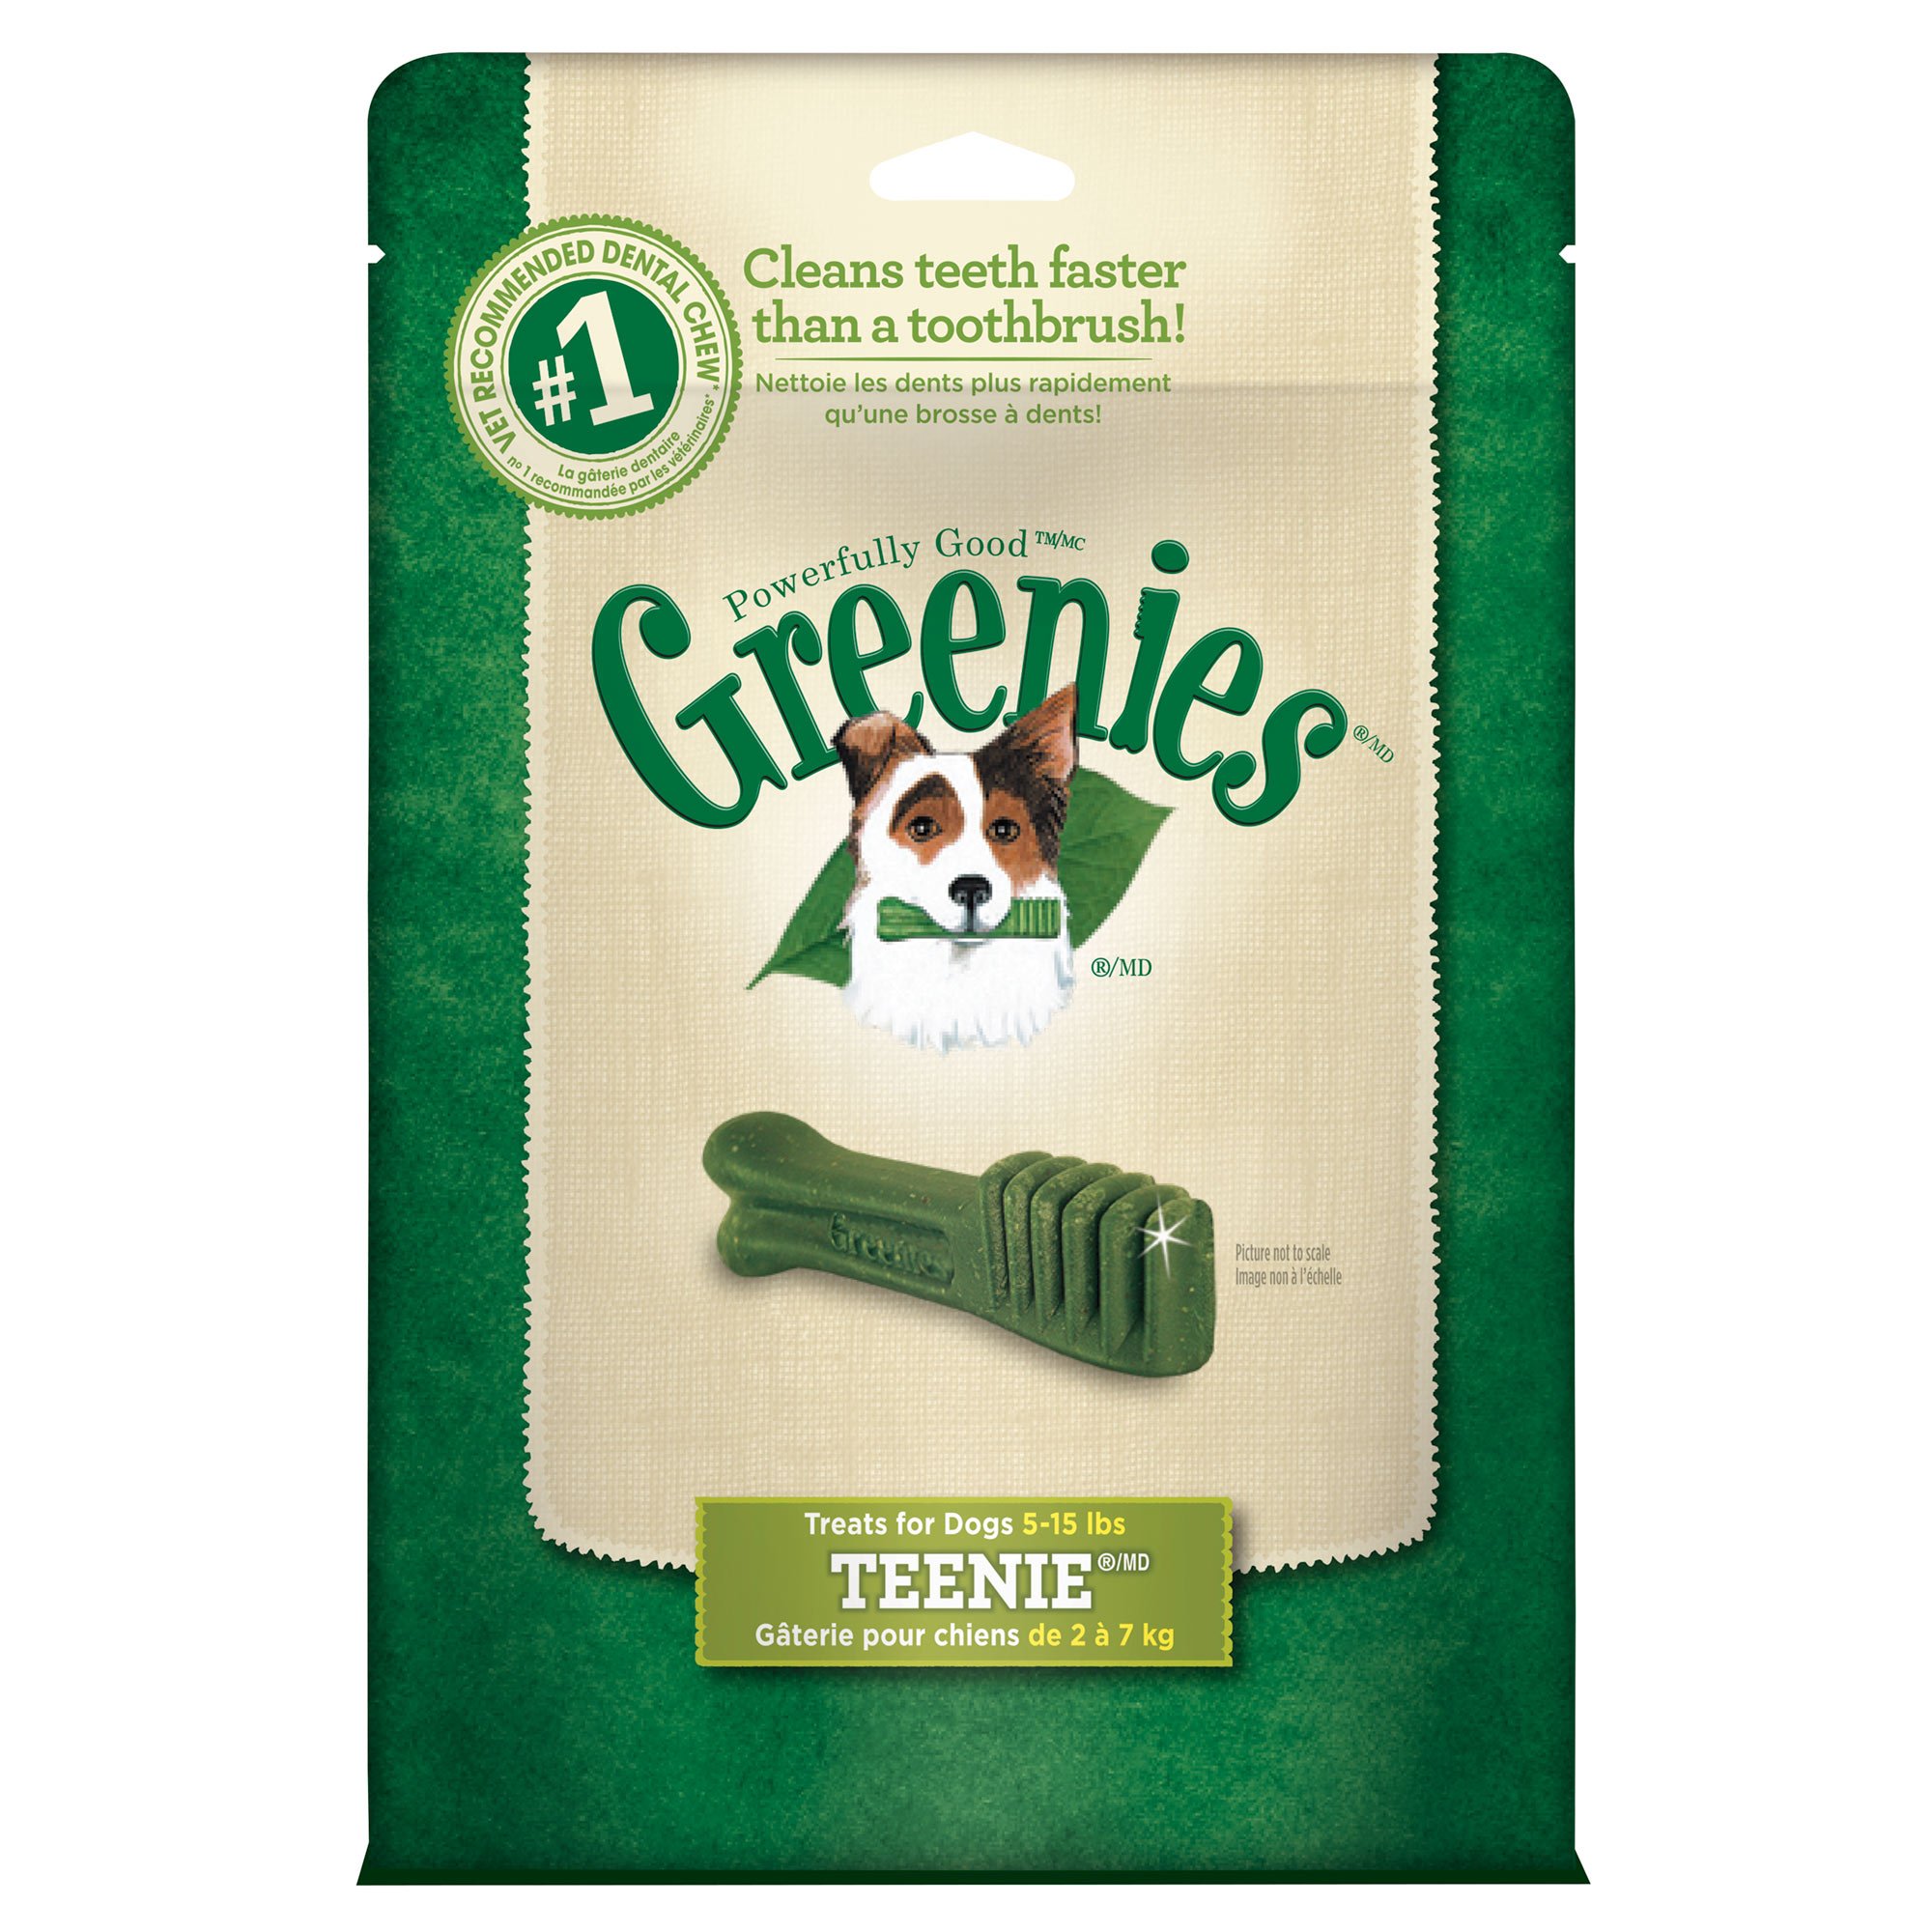 VET RECOMMENDED DENTAL CHEW*
#1
La gâterie dentaire
nº 1 recommandée par les vétérinaires*
Cleans teeth faster
than a toothbrush!
Nettoie les dents plus rapidement
qu'une brosse à dents!
Powerfully Good TM/MC
Greenies ®/MD
®/MD
Greenies
Picture not to scale
Image non à l'échelle
Treats for Dogs 5-15 lbs
TEENIE ®/MD
Gâterie pour chiens de 2 à 7 kg